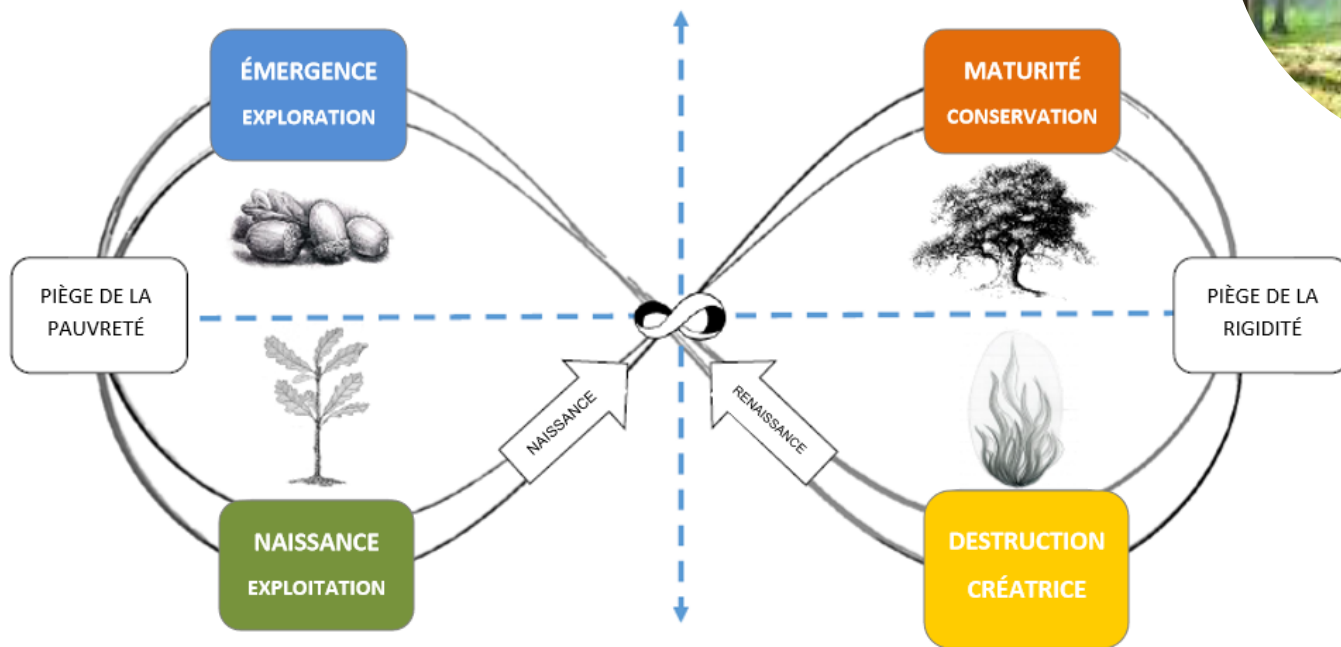 ÉMERGENCE
EXPLORATION
MATURITÉ
CONSERVATION
PIÈGE DE LA
PAUVRETÉ
PIÈGE DE LA
RIGIDITÉ
NAISSANCE
RENAISSANCE
NAISSANCE
EXPLOITATION
DESTRUCTION
CRÉATRICE